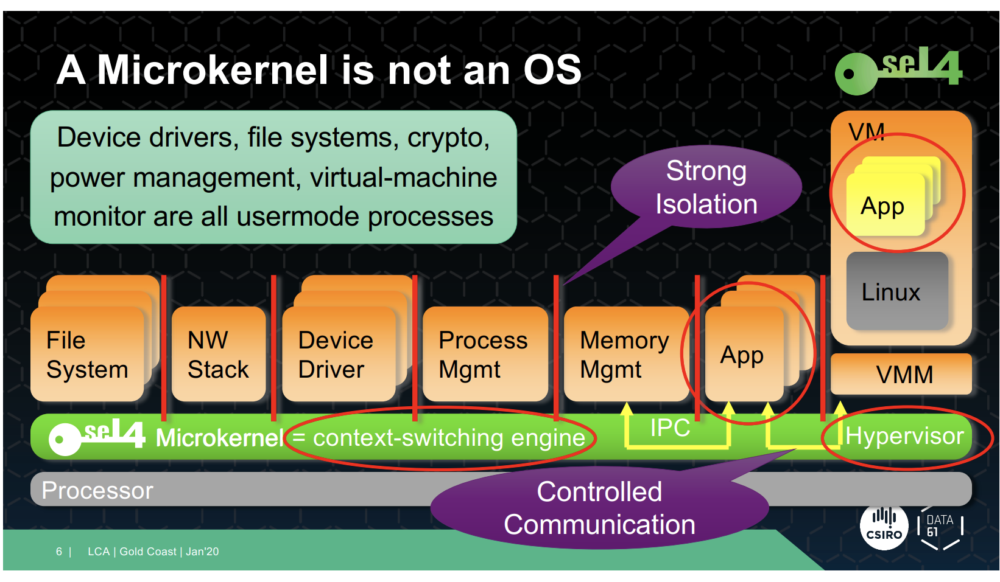 A Microkernel is not an OS
seL4
Device drivers, file systems, crypto,
power management, virtual-machine
monitor are all usermode processes
Strong
Isolation
VM
App
Linux
VMM
File
System
NW
Stack
Device
Driver
Process
Mgmt
Memory
Mgmt
App
seL4 Microkernel = context-switching engine
IPC
Hypervisor
Processor
Controlled
Communication
CSIRO
DATA
61
6 | LCA | Gold Coast | Jan'20